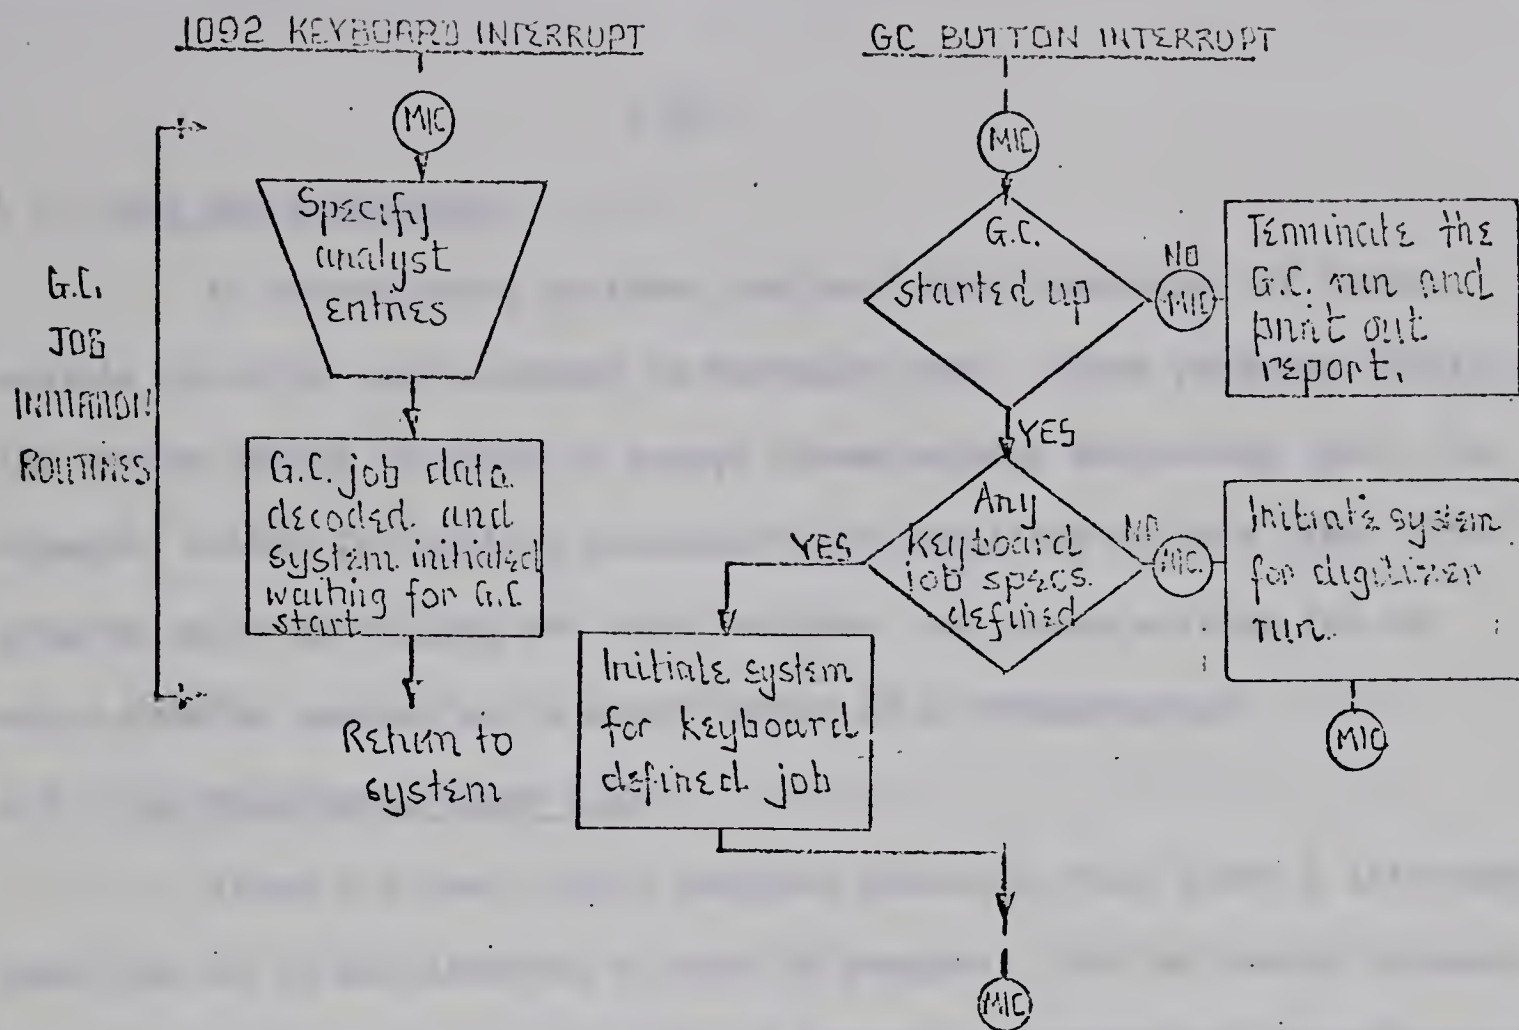 1092 KEYBOARD INTERRUPT
MIC
Specify
analyst
entries
G.C. job data
decoded and
system initiated
waiting for G.C
start
Return to
system
G.C.
JOB
INITIATION
ROUTINES
GC BUTTON INTERRUPT
MIC
G.C.
started up
NO
MIC
Terminate the
G.C. run and
print out
report.
YES
Any
keyboard
job specs.
defined
NO
MIC
Initiate system
for digitizer
run.
MIC
YES
Initiate system
for keyboard
defined job
MIC